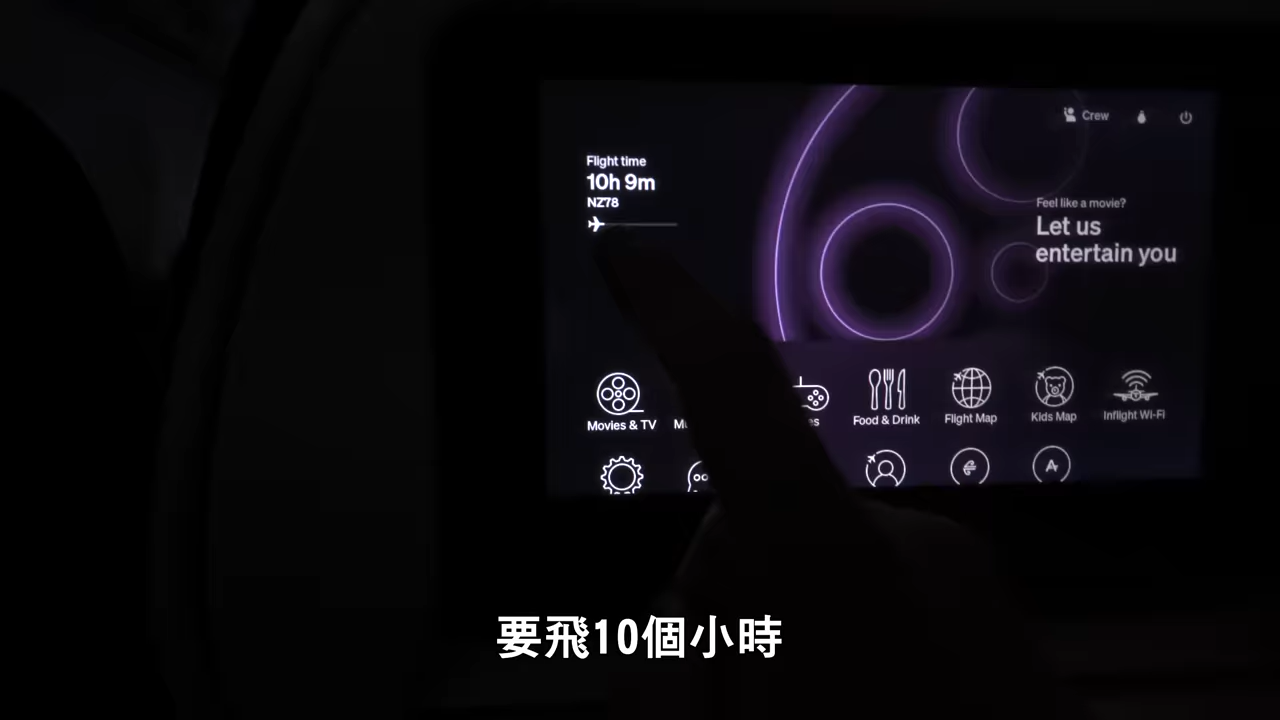 Crew
Flight time
10h 9m
NZ78
Feel like a movie?
Let us
entertain you
Movies & TV
Food & Drink
Flight Map
Kids Map
Inflight Wi-Fi
要飛10個小時